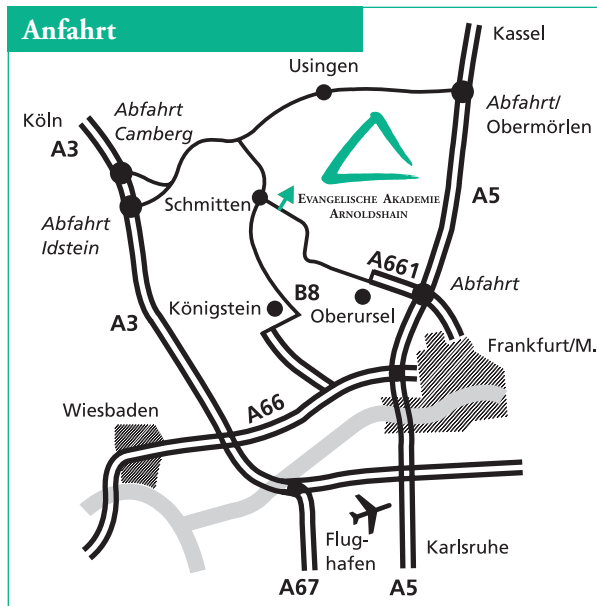 Anfahrt
Kassel
Usingen
Abfahrt
Camberg
Köln
A3
Abfahrt/
Obermörlen
Schmitten
EVANGELISCHE AKADEMIE
ARNOLDSHAIN
A5
Abfahrt
Idstein
A661
Abfahrt
A3
Königstein
B8
Oberursel
Frankfurt/M.
Wiesbaden
A66
Flug-
hafen
Karlsruhe
A67
A5